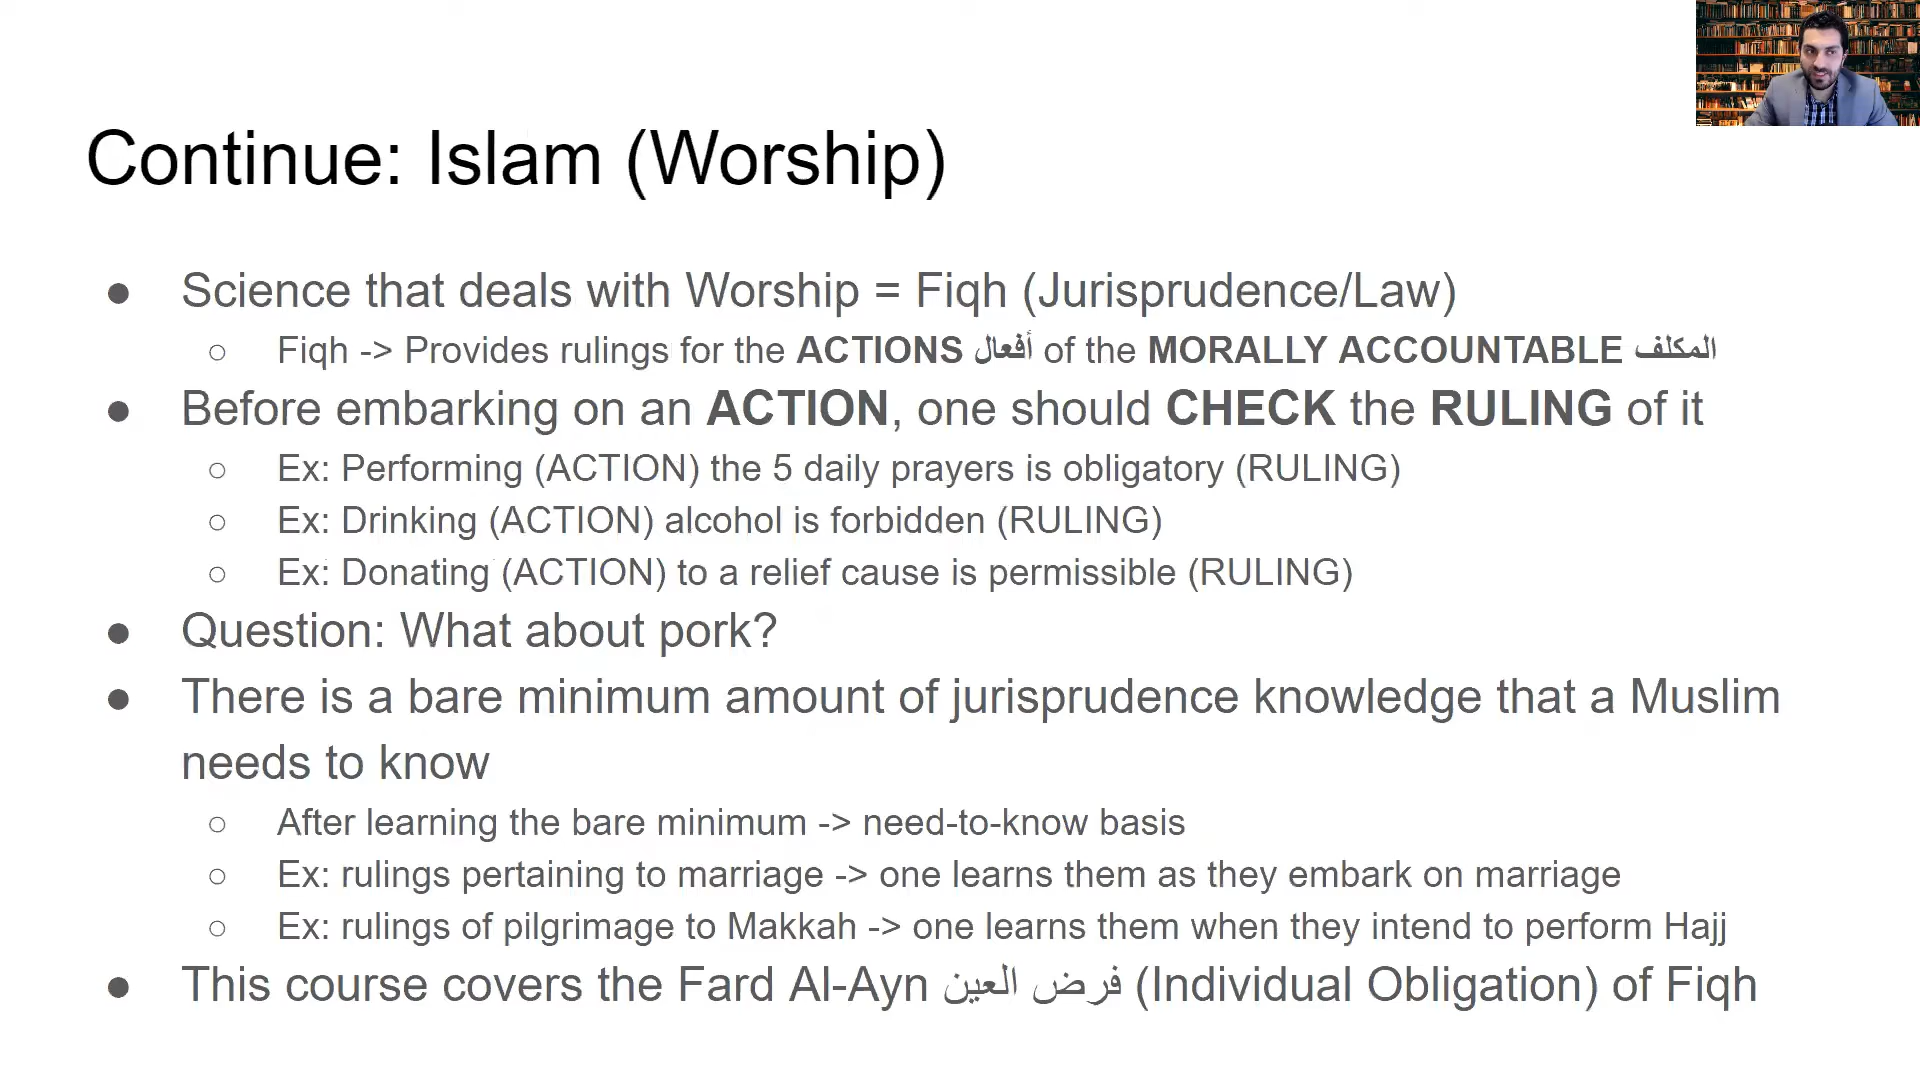 Continue: Islam (Worship)
● Science that deals with Worship = Fiqh (Jurisprudence/Law)
○ Fiqh -> Provides rulings for the ACTIONS أفعال of the MORALLY ACCOUNTABLE المكلف
● Before embarking on an ACTION, one should CHECK the RULING of it
○ Ex: Performing (ACTION) the 5 daily prayers is obligatory (RULING)
○ Ex: Drinking (ACTION) alcohol is forbidden (RULING)
○ Ex: Donating (ACTION) to a relief cause is permissible (RULING)
● Question: What about pork?
● There is a bare minimum amount of jurisprudence knowledge that a Muslim
needs to know
○ After learning the bare minimum -> need-to-know basis
○ Ex: rulings pertaining to marriage -> one learns them as they embark on marriage
○ Ex: rulings of pilgrimage to Makkah -> one learns them when they intend to perform Hajj
● This course covers the Fard Al-Ayn فرض العين (Individual Obligation) of Fiqh